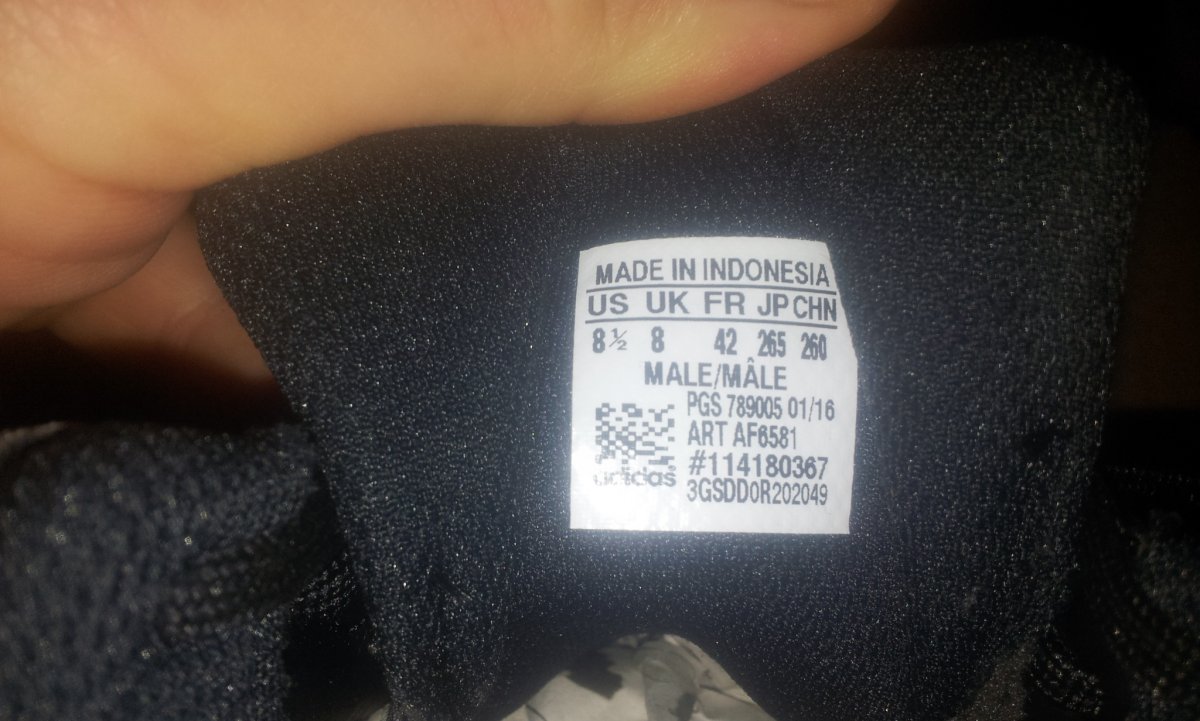 MADE IN INDONESIA
US UK FR JP CHN
8½ 8 42 265 260
MALE/MÂLE
PGS 789005 01/16
ART AF6581
#114180367
adidas
3GSDD0R202049